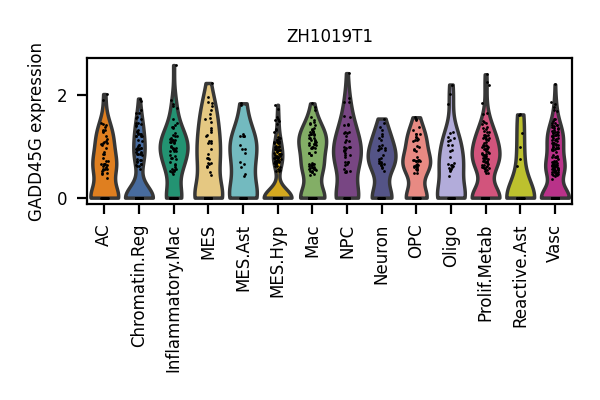 ZH1019T1
GADD45G expression
2
0
AC
Chromatin.Reg
Inflammatory.Mac
MES
MES.Ast
MES.Hyp
Mac
NPC
Neuron
OPC
Oligo
Prolif.Metab
Reactive.Ast
Vasc